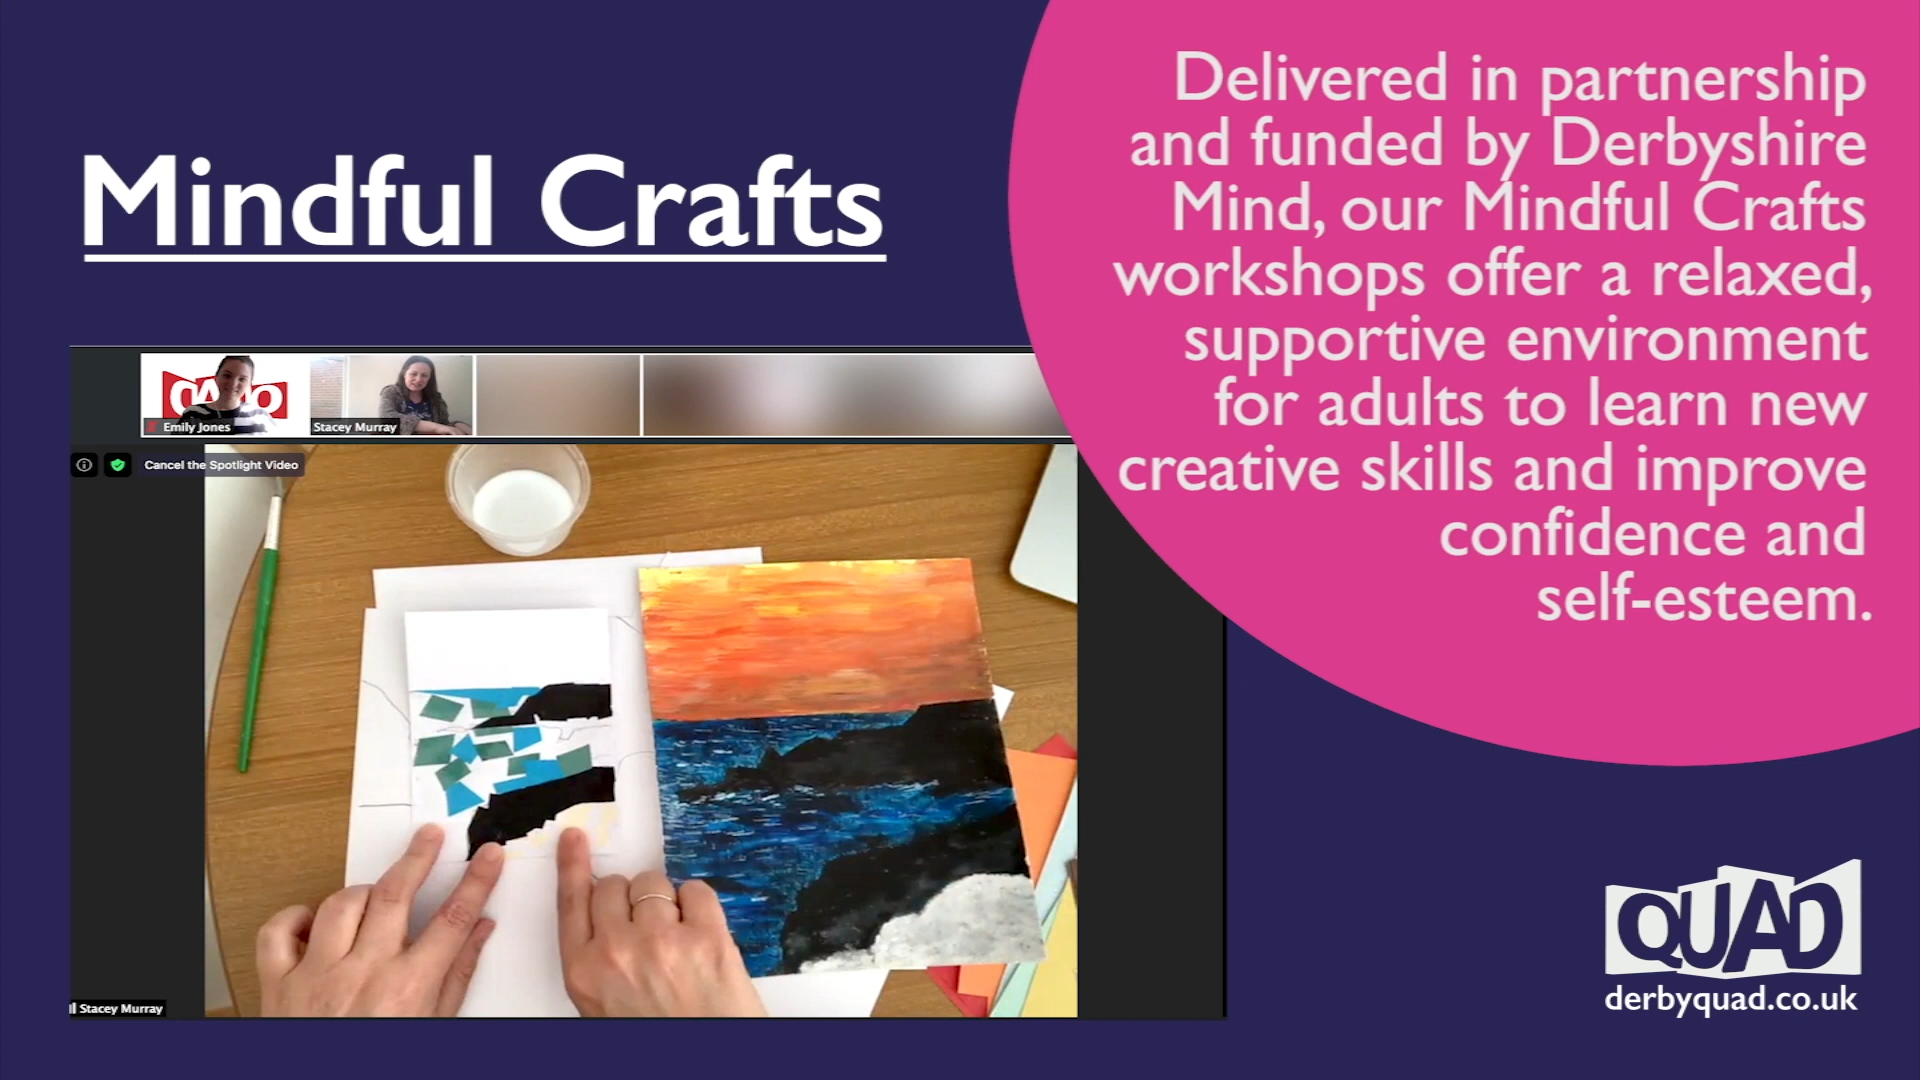 Mindful Crafts
Delivered in partnership
and funded by Derbyshire
Mind, our Mindful Crafts
workshops offer a relaxed,
supportive environment
for adults to learn new
creative skills and improve
confidence and
self-esteem.
Emily Jones
Stacey Murray
Cancel the Spotlight Video
Stacey Murray
QUAD
derbyquad.co.uk